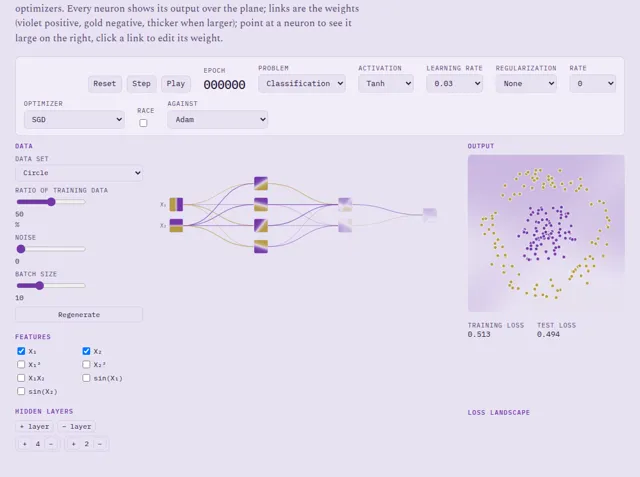 optimizers. Every neuron shows its output over the plane; links are the weights
(violet positive, gold negative, thicker when larger); point at a neuron to see it
large on the right, click a link to edit its weight.
Reset
Step
Play
EPOCH
000000
PROBLEM
Classification
ACTIVATION
Tanh
LEARNING RATE
0.03
REGULARIZATION
None
RATE
0
OPTIMIZER
SGD
RACE
AGAINST
Adam
DATA
DATA SET
Circle
RATIO OF TRAINING DATA
50
%
NOISE
0
BATCH SIZE
10
Regenerate
FEATURES
X₁
X₂
X₁²
X₂²
X₁X₂
sin(X₁)
sin(X₂)
HIDDEN LAYERS
+ layer
− layer
+ 4 −
+ 2 −
X₁
X₂
OUTPUT
TRAINING LOSS
0.513
TEST LOSS
0.494
LOSS LANDSCAPE